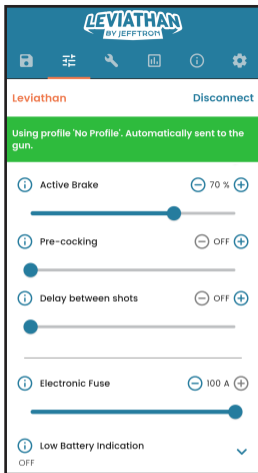 LEVIATHAN
BY JEFFTRON
Leviathan Disconnect
Using profile 'No Profile'. Automatically sent to the
gun.
Active Brake 70 %
Pre-cocking OFF
Delay between shots OFF
Electronic Fuse 100 A
Low Battery Indication
OFF